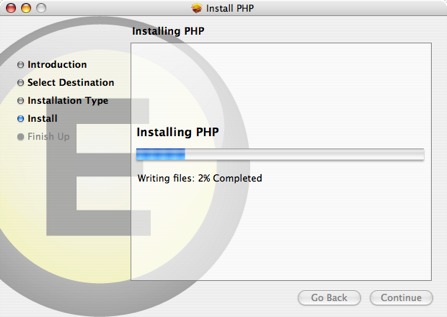 Install PHP
Installing PHP
Introduction
Select Destination
Installation Type
Install
Finish Up
E
Installing PHP
Writing files: 2% Completed
Go Back
Continue